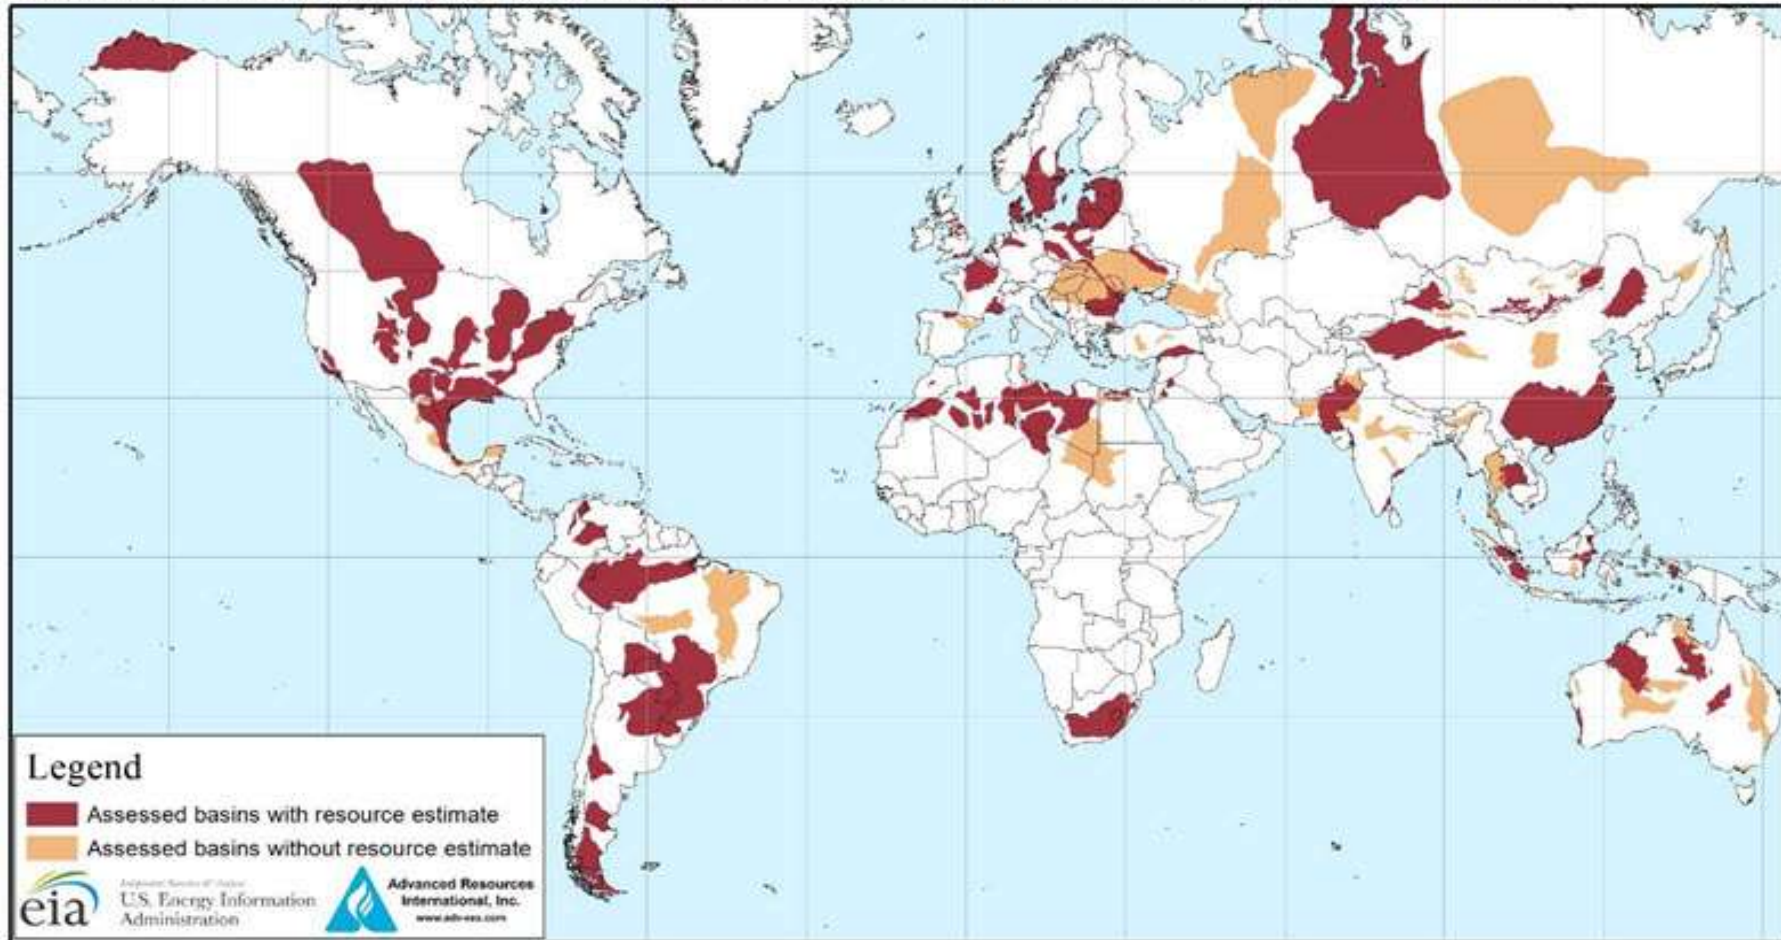 Legend
Assessed basins with resource estimate
Assessed basins without resource estimate
eia
U.S. Energy Information
Administration
Advanced Resources
International, Inc.
www.adv-res.com